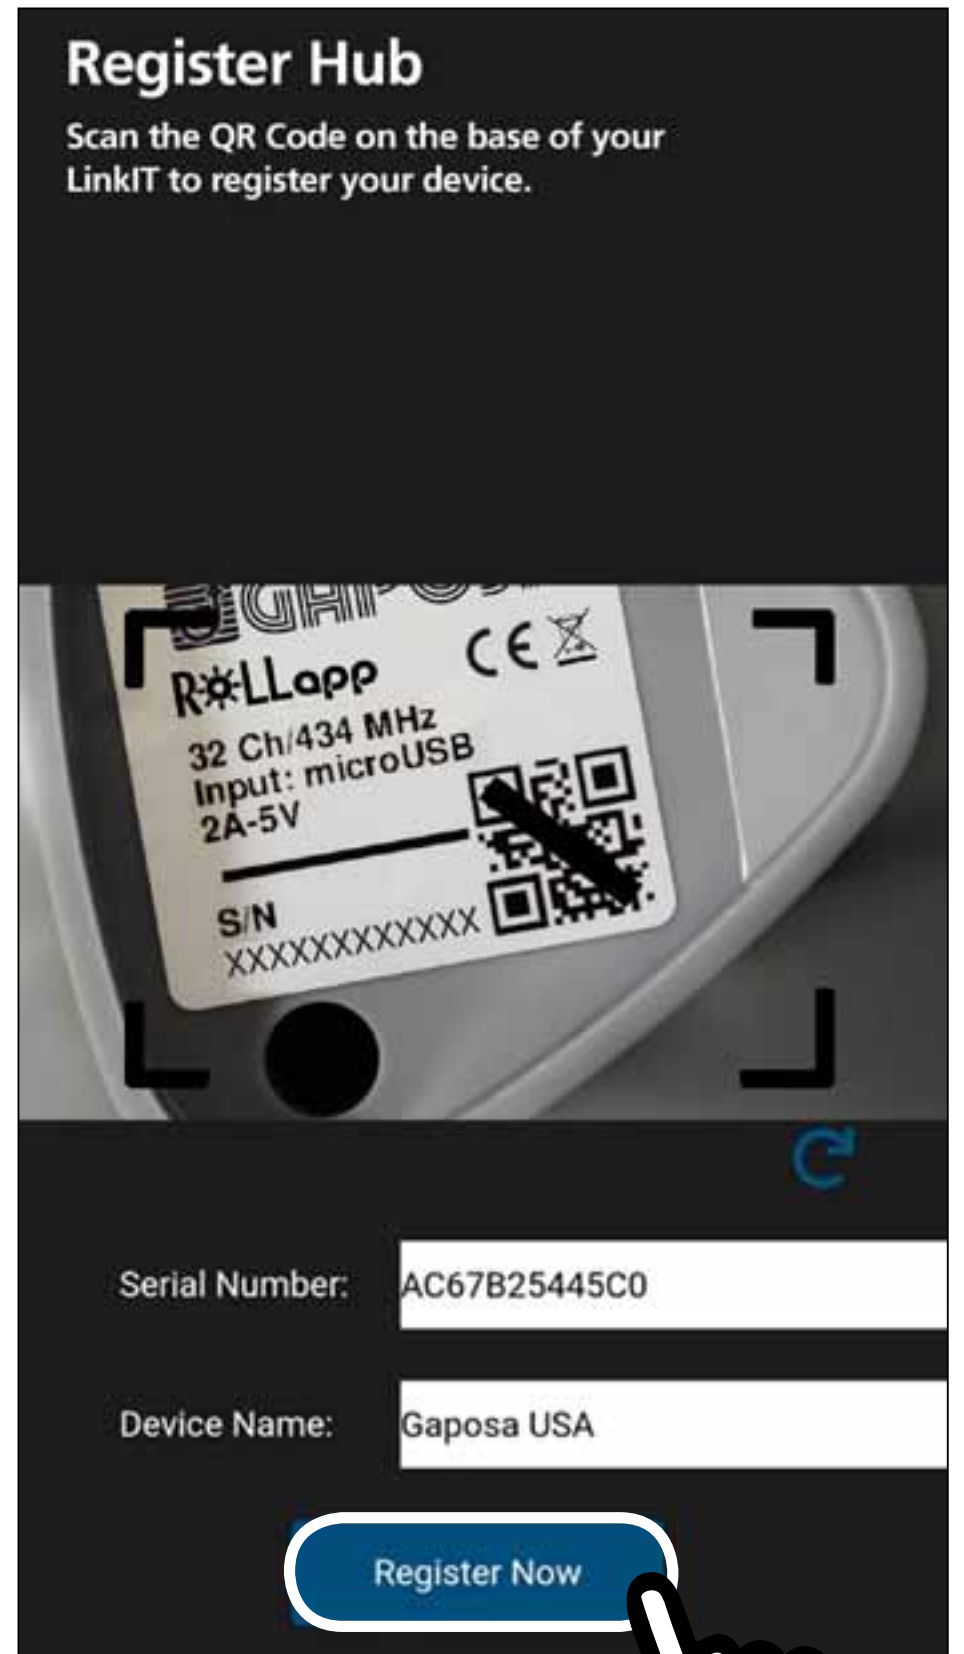 Register Hub
Scan the QR Code on the base of your
LinkIT to register your device.
GAPOSA
ROLLapp
CE
32 Ch/434 MHz
Input: microUSB
2A-5V
S/N
XXXXXXXXXXXX
Serial Number:
AC67B25445C0
Device Name:
Gaposa USA
Register Now